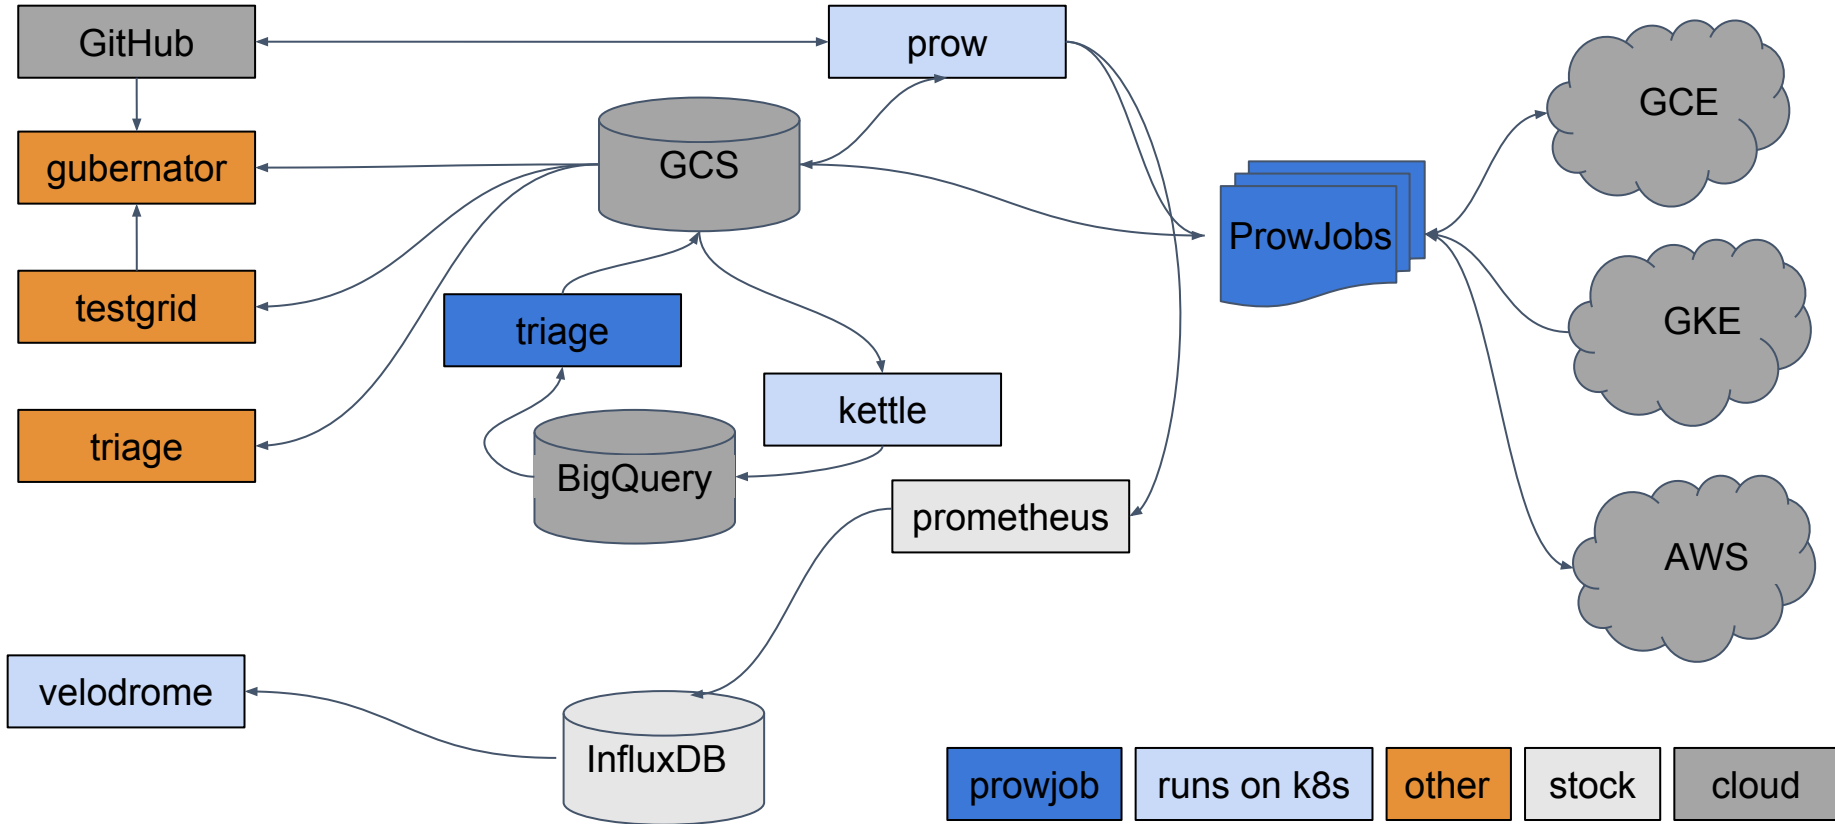 GitHub
prow
GCE
gubernator
GCS
ProwJobs
testgrid
triage
GKE
kettle
triage
BigQuery
prometheus
AWS
velodrome
InfluxDB
prowjob
runs on k8s
other
stock
cloud